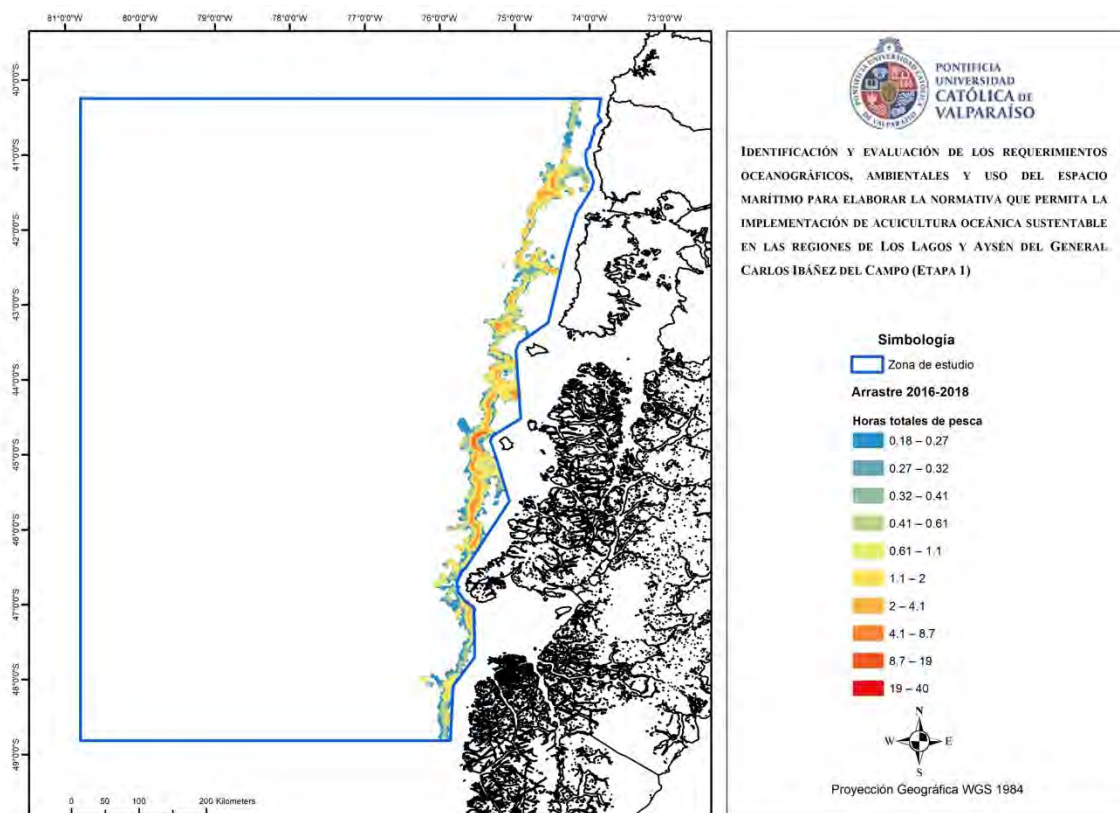 81°0'0"W 80°0'0"W 79°0'0"W 78°0'0"W 77°0'0"W 76°0'0"W 75°0'0"W 74°0'0"W 73°0'0"W
40°0'0"S
41°0'0"S
42°0'0"S
43°0'0"S
44°0'0"S
45°0'0"S
46°0'0"S
47°0'0"S
48°0'0"S
49°0'0"S
0 50 100 200 Kilometers
PONTIFICIA
UNIVERSIDAD
CATÓLICA DE
VALPARAÍSO
IDENTIFICACIÓN Y EVALUACIÓN DE LOS REQUERIMIENTOS
OCEANOGRÁFICOS, AMBIENTALES Y USO DEL ESPACIO
MARÍTIMO PARA ELABORAR LA NORMATIVA QUE PERMITA LA
IMPLEMENTACIÓN DE ACUICULTURA OCEÁNICA SUSTENTABLE
EN LAS REGIONES DE LOS LAGOS Y AYSÉN DEL GENERAL
CARLOS IBÁÑEZ DEL CAMPO (ETAPA 1)
Simbología
Zona de estudio
Arrastre 2016-2018
Horas totales de pesca
0.18 – 0.27
0.27 – 0.32
0.32 – 0.41
0.41 – 0.61
0.61 – 1.1
1.1 – 2
2 – 4.1
4.1 – 8.7
8.7 – 19
19 – 40
N
W E
S
Proyección Geográfica WGS 1984